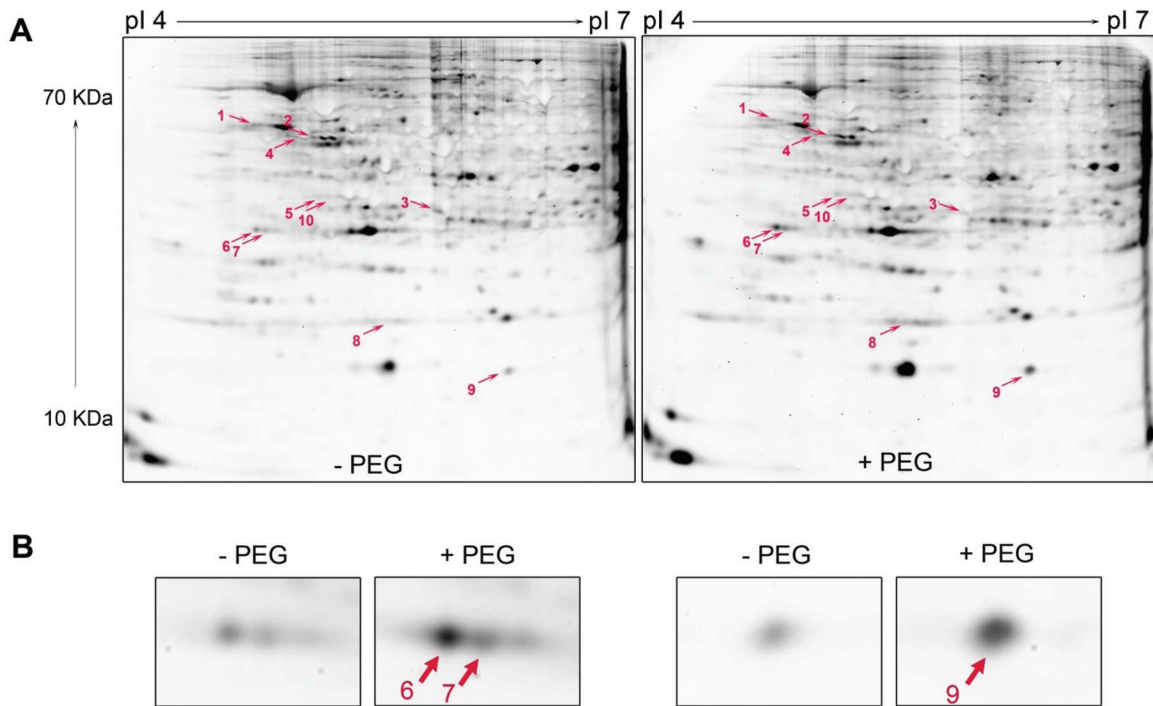 pI 4 pI 7 pI 4 pI 7
A
70 KDa
1 2 1 2
4 4
5 10 3 5 10 3
6 7 6 7
8 8
9 9
10 KDa
- PEG + PEG
B
- PEG + PEG - PEG + PEG
6 7 9